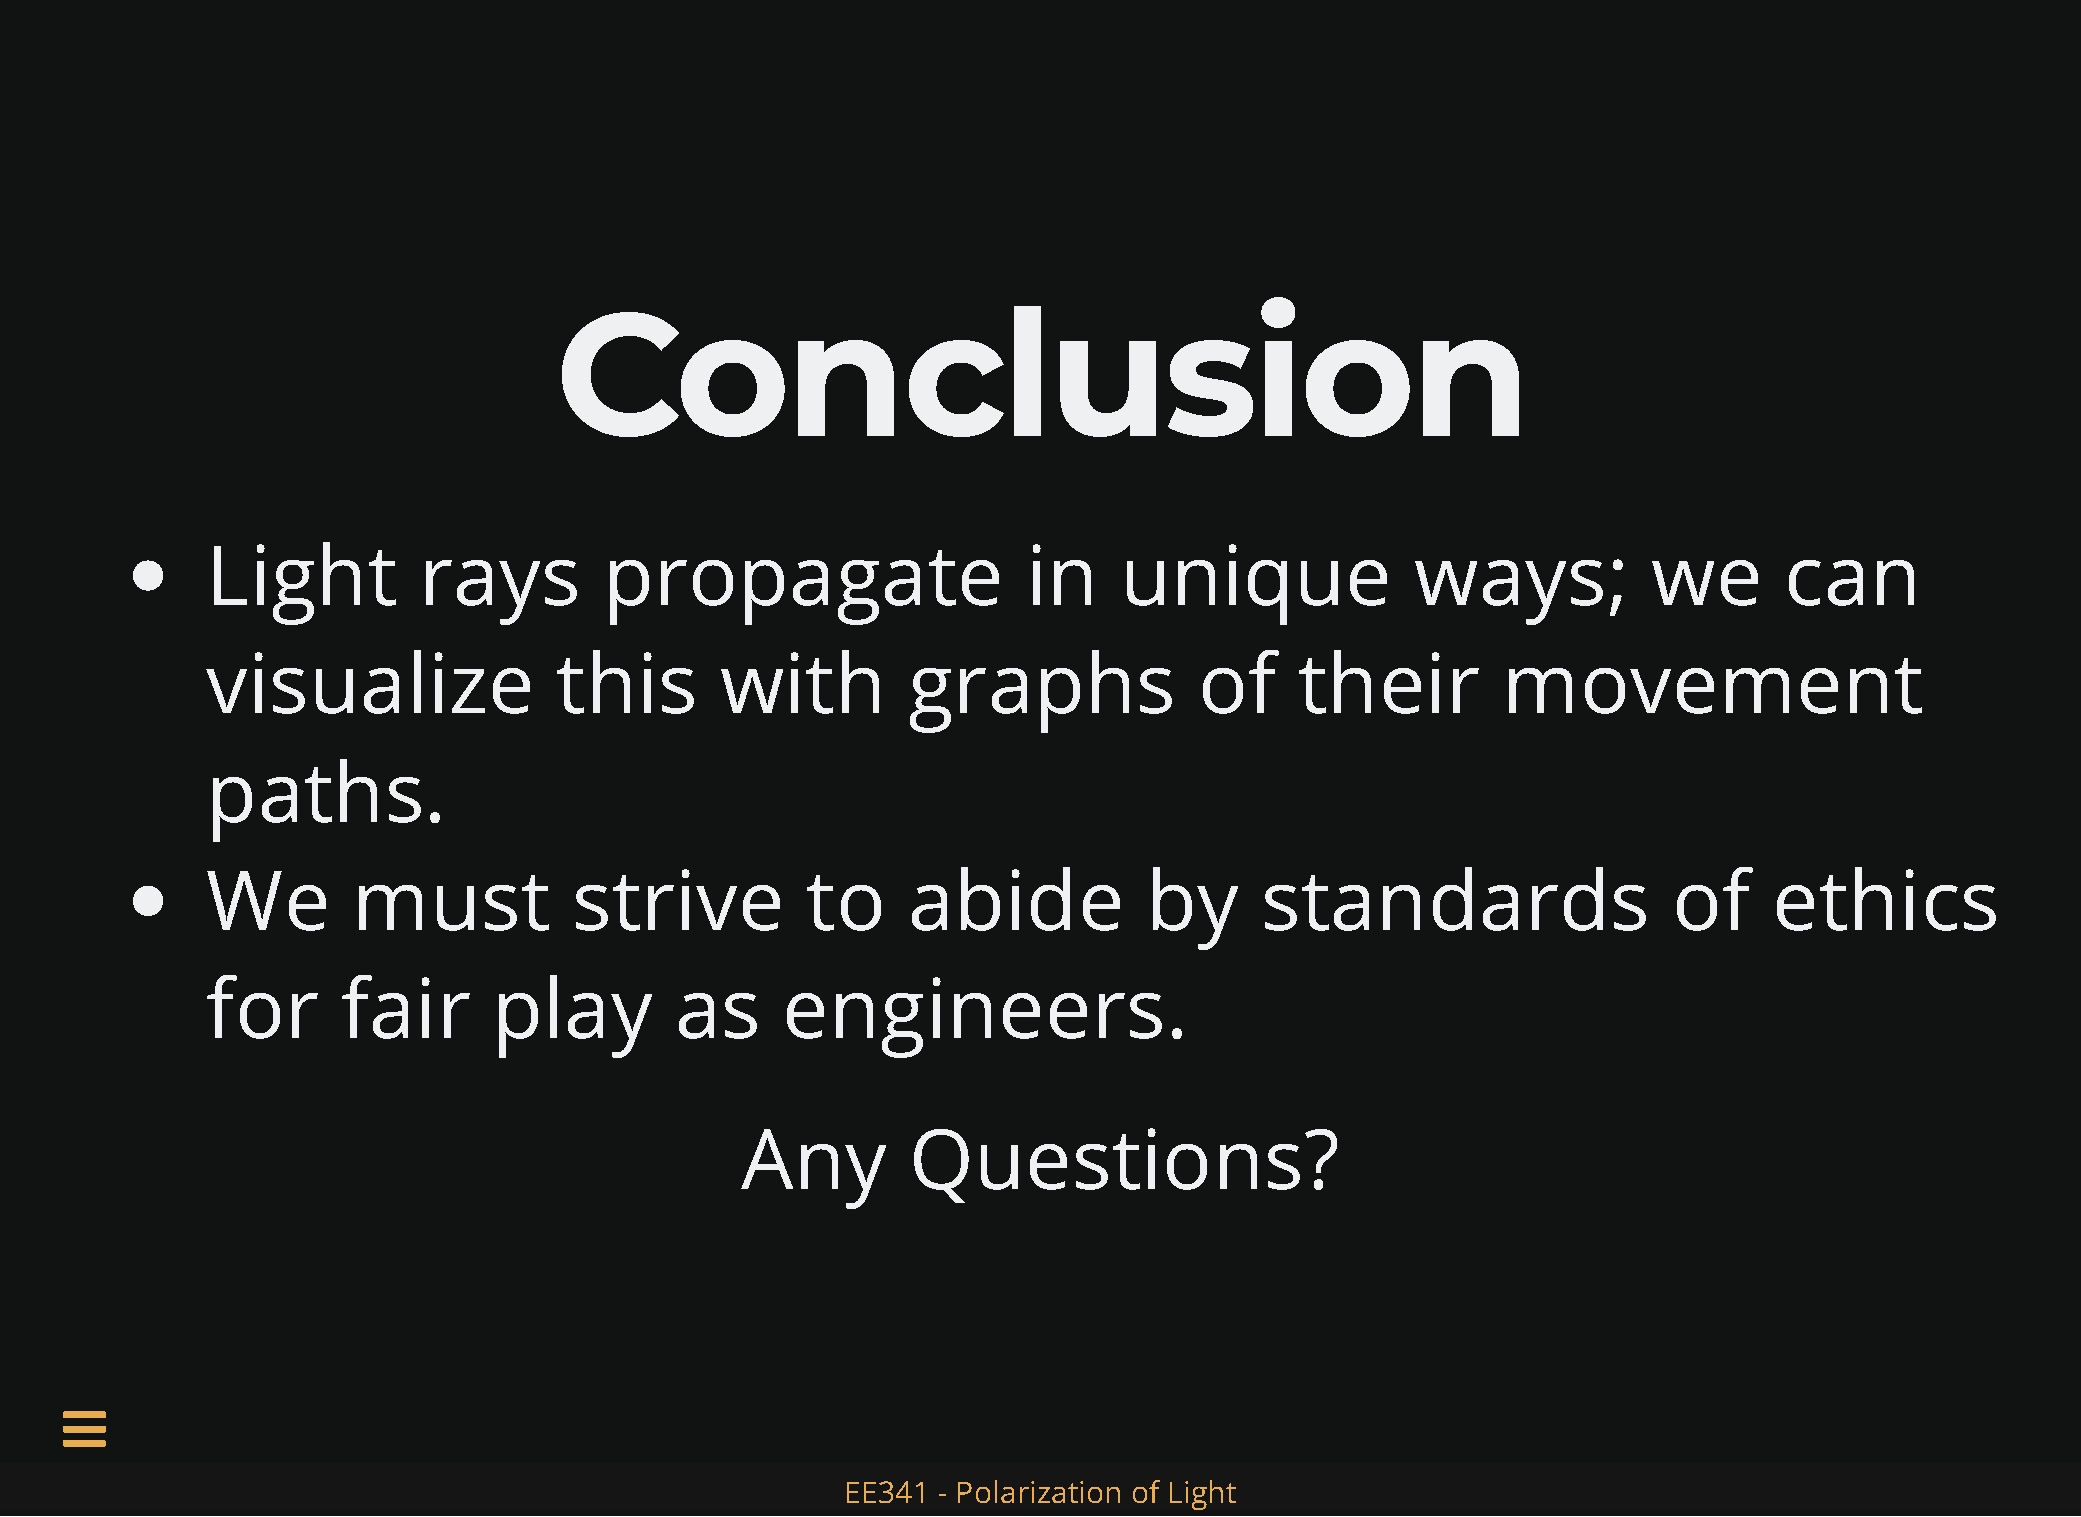 Conclusion
• Light rays propagate in unique ways; we can
visualize this with graphs of their movement
paths.
• We must strive to abide by standards of ethics
for fair play as engineers.
Any Questions?
EE341 - Polarization of Light